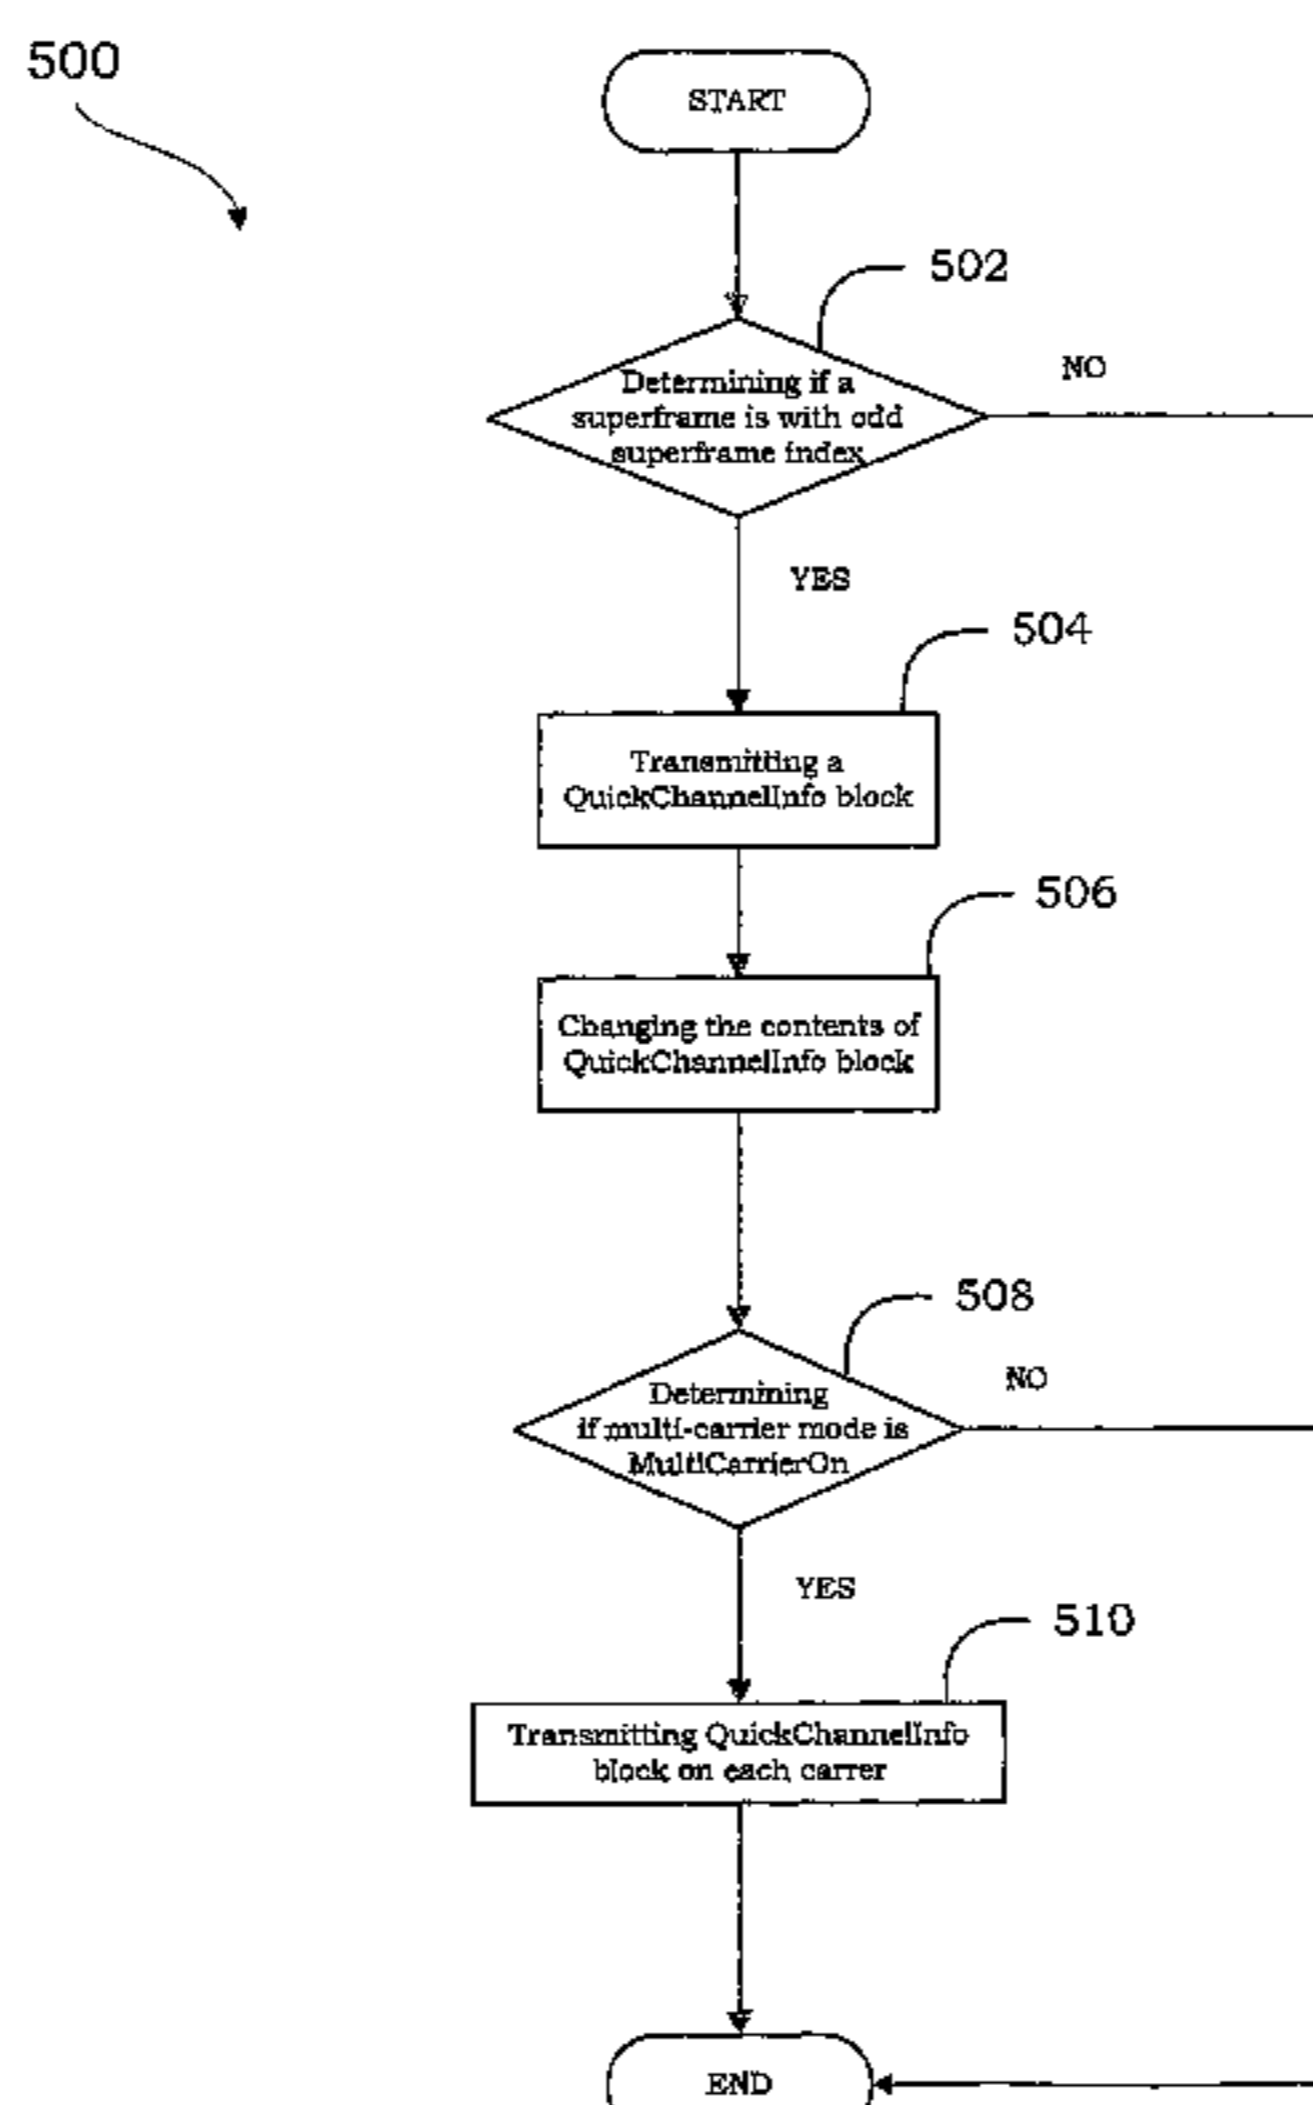 500
START
502
Determining if a
superframe is with odd
superframe index
NO
YES
504
Transmitting a
QuickChannelInfo block
506
Changing the contents of
QuickChannelInfo block
508
Determining
if multi-carrier mode is
MultiCarrierOn
NO
YES
510
Transmitting QuickChannelInfo
block on each carrer
END